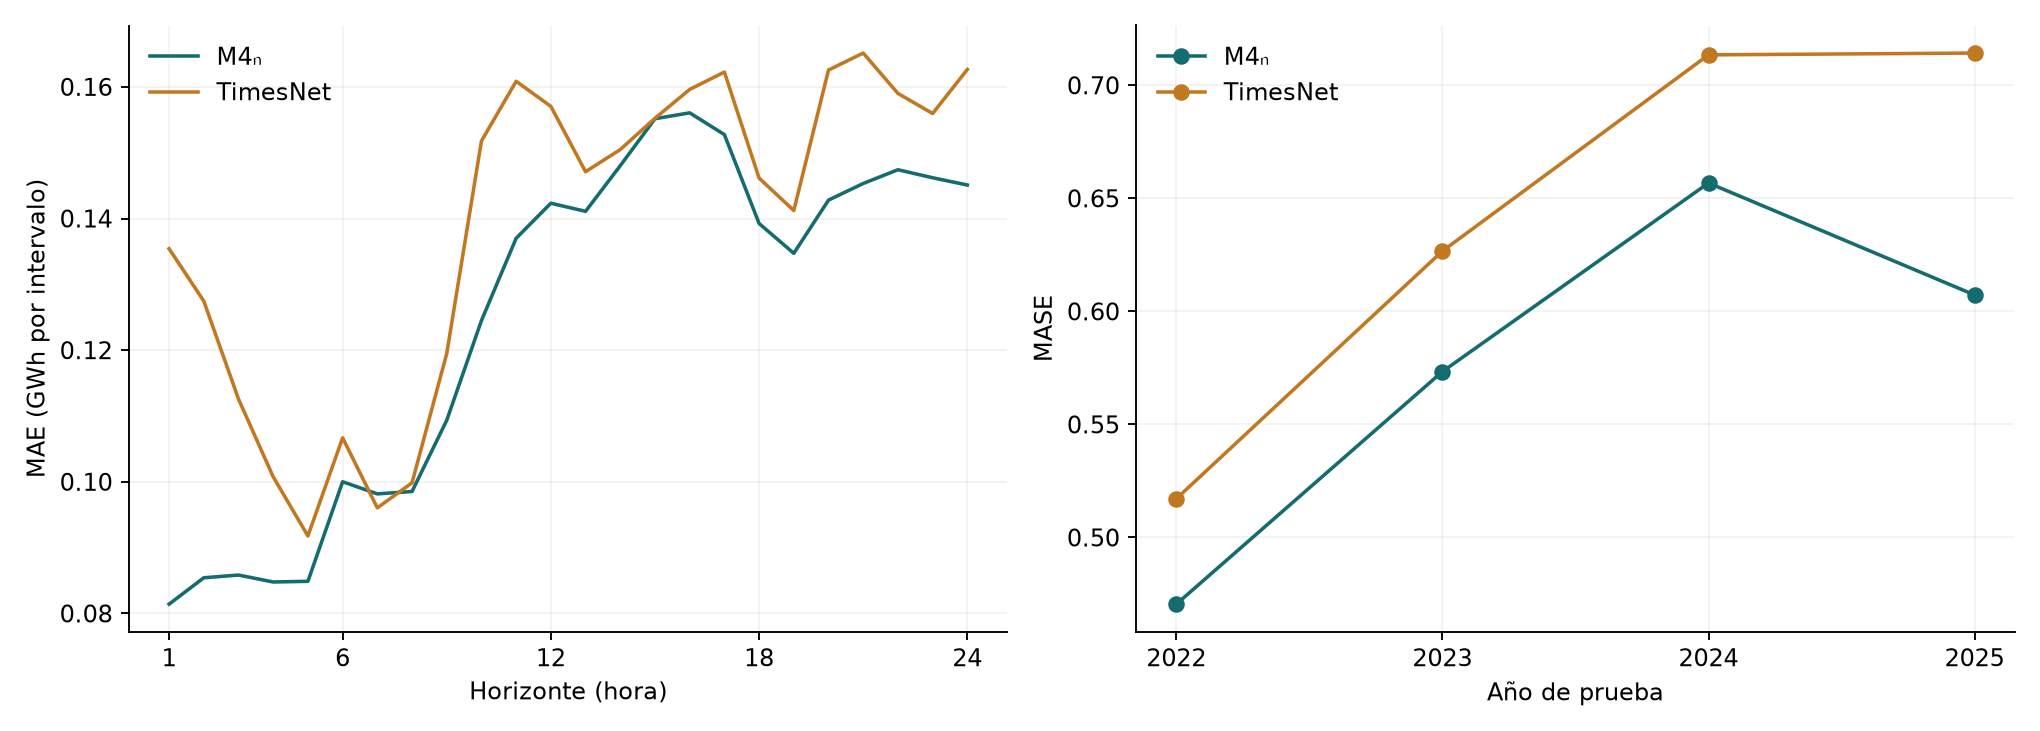 M4ₙ
TimesNet
0.16
0.14
0.12
0.10
0.08
MAE (GWh por intervalo)
1 6 12 18 24
Horizonte (hora)
M4ₙ
TimesNet
0.70
0.65
0.60
0.55
0.50
MASE
2022 2023 2024 2025
Año de prueba